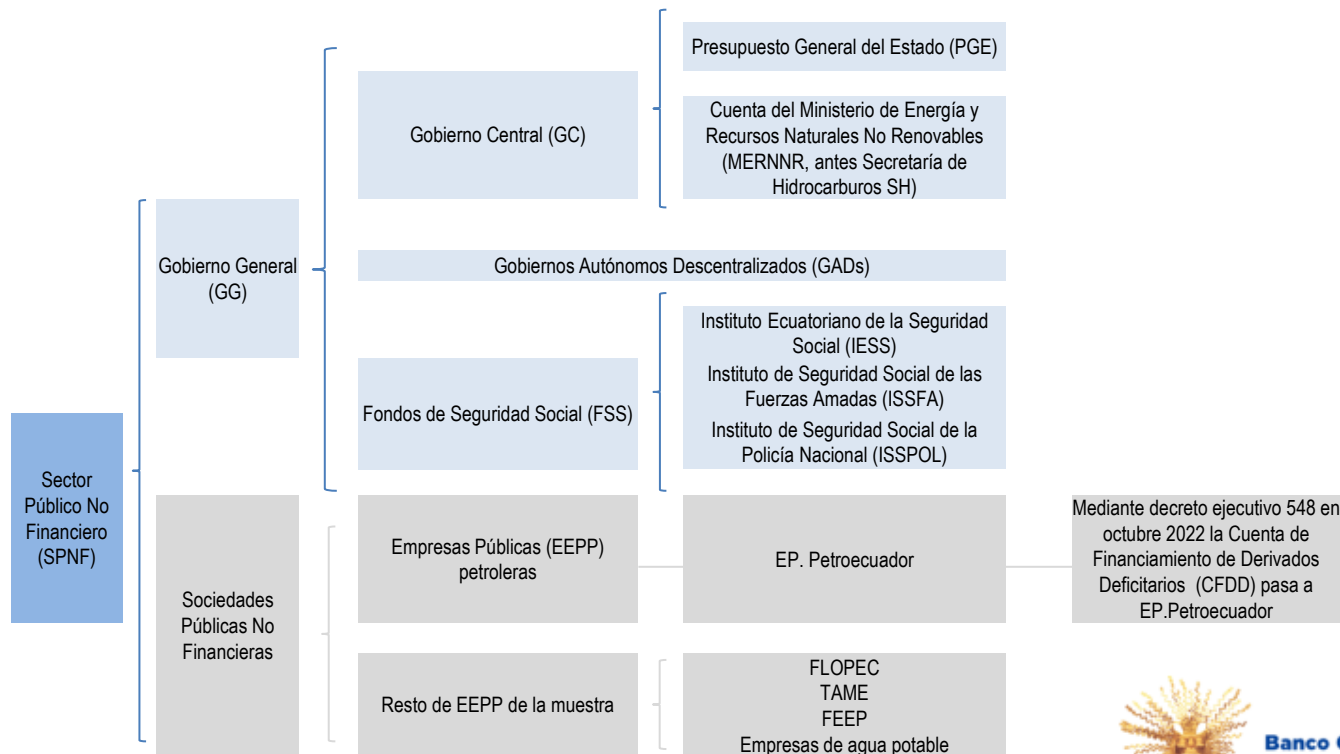 Presupuesto General del Estado (PGE)
Cuenta del Ministerio de Energía y
Recursos Naturales No Renovables
(MERNNR, antes Secretaría de
Hidrocarburos SH)
Gobierno Central (GC)
Gobierno General
(GG)
Gobiernos Autónomos Descentralizados (GADs)
Instituto Ecuatoriano de la Seguridad
Social (IESS)
Instituto de Seguridad Social de las
Fuerzas Amadas (ISSFA)
Instituto de Seguridad Social de la
Policía Nacional (ISSPOL)
Fondos de Seguridad Social (FSS)
Sector
Público No
Financiero
(SPNF)
Sociedades
Públicas No
Financieras
Empresas Públicas (EEPP)
petroleras
EP. Petroecuador
Mediante decreto ejecutivo 548 en
octubre 2022 la Cuenta de
Financiamiento de Derivados
Deficitarios (CFDD) pasa a
EP.Petroecuador
Resto de EEPP de la muestra
FLOPEC
TAME
FEEP
Empresas de agua potable
Banco